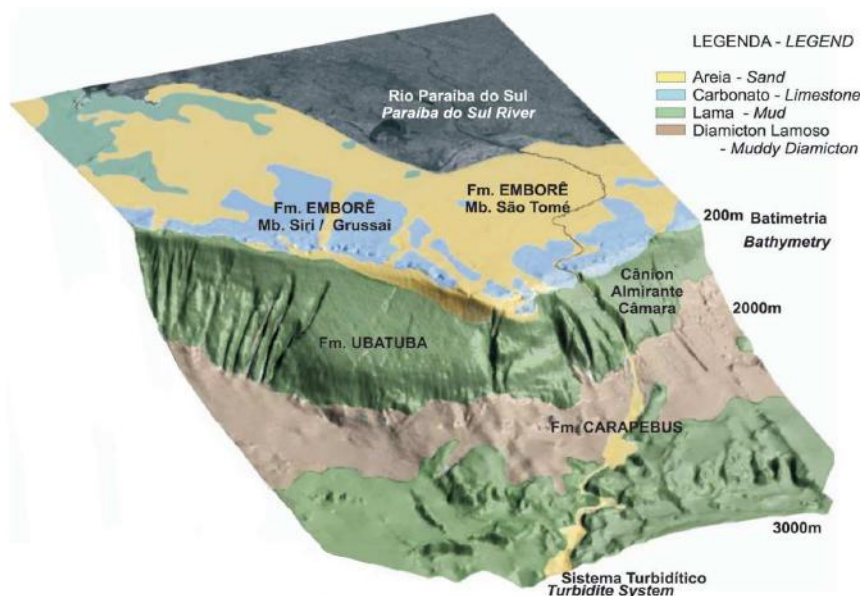 LEGENDA - LEGEND
Areia - Sand
Carbonato - Limestone
Lama - Mud
Diamicton Lamoso
- Muddy Diamicton
Rio Paraíba do Sul
Paraíba do Sul River
Fm. EMBORÊ
Mb. Siri / Grussai
Fm. EMBORÊ
Mb. São Tomé
200m Batimetria
Bathymetry
Cânion
Almirante
Câmara
2000m
Fm. UBATUBA
Fm. CARAPEBUS
3000m
Sistema Turbidítico
Turbidite System